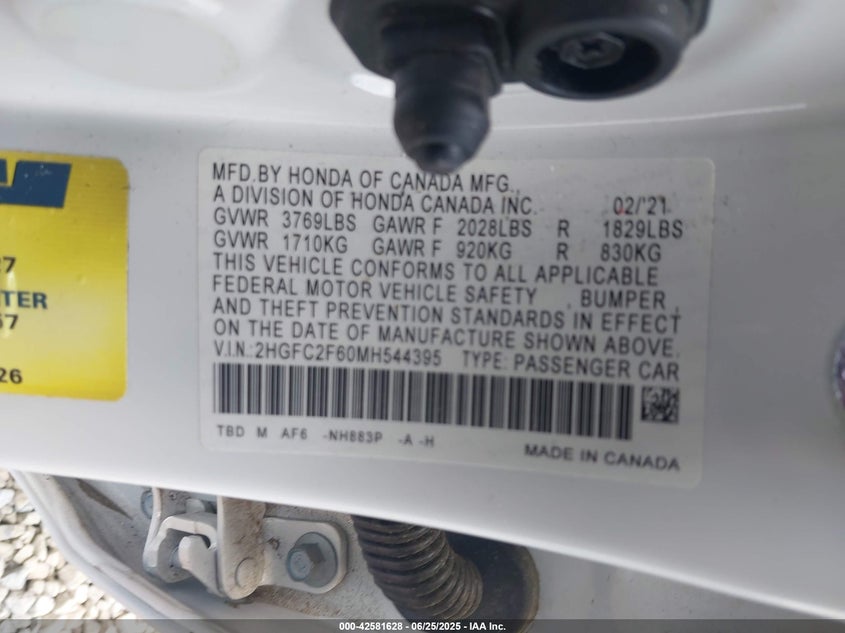 MFD.BY HONDA OF CANADA MFG.,
A DIVISION OF HONDA CANADA INC. 02/'21
GVWR 3769LBS GAWR F 2028LBS R 1829LBS
GVWR 1710KG GAWR F 920KG R 830KG
THIS VEHICLE CONFORMS TO ALL APPLICABLE
FEDERAL MOTOR VEHICLE SAFETY , BUMPER ,
AND THEFT PREVENTION STANDARDS IN EFFECT
ON THE DATE OF MANUFACTURE SHOWN ABOVE.
V.I.N.:2HGFC2F60MH544395 TYPE: PASSENGER CAR
TBD M AF6 -NH883P -A -H
MADE IN CANADA
7
TER
57
26
000-42581628 - 06/25/2025 - IAA Inc.